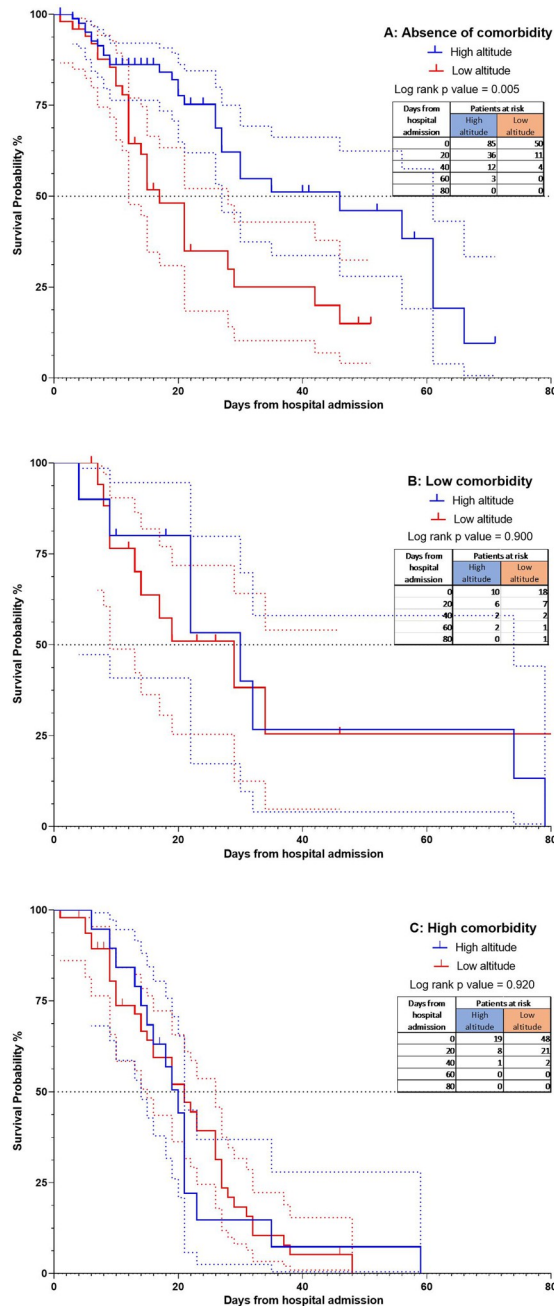 A: Absence of comorbidity
High altitude
Low altitude
Log rank p value = 0.005
Days from hospital admission Patients at risk
High altitude Low altitude
0 85 50
20 36 11
40 12 4
60 3 0
80 0 0
Survival Probability %
100
75
50
25
0
0 20 40 60 80
Days from hospital admission
B: Low comorbidity
High altitude
Low altitude
Log rank p value = 0.900
Days from hospital admission Patients at risk
High altitude Low altitude
0 10 18
20 6 7
40 2 2
60 2 1
80 0 1
Survival Probability %
100
75
50
25
0
0 20 40 60 80
Days from hospital admission
C: High comorbidity
High altitude
Low altitude
Log rank p value = 0.920
Days from hospital admission Patients at risk
High altitude Low altitude
0 19 48
20 8 21
40 1 2
60 0 0
80 0 0
Survival Probability %
100
75
50
25
0
0 20 40 60 80
Days from hospital admission